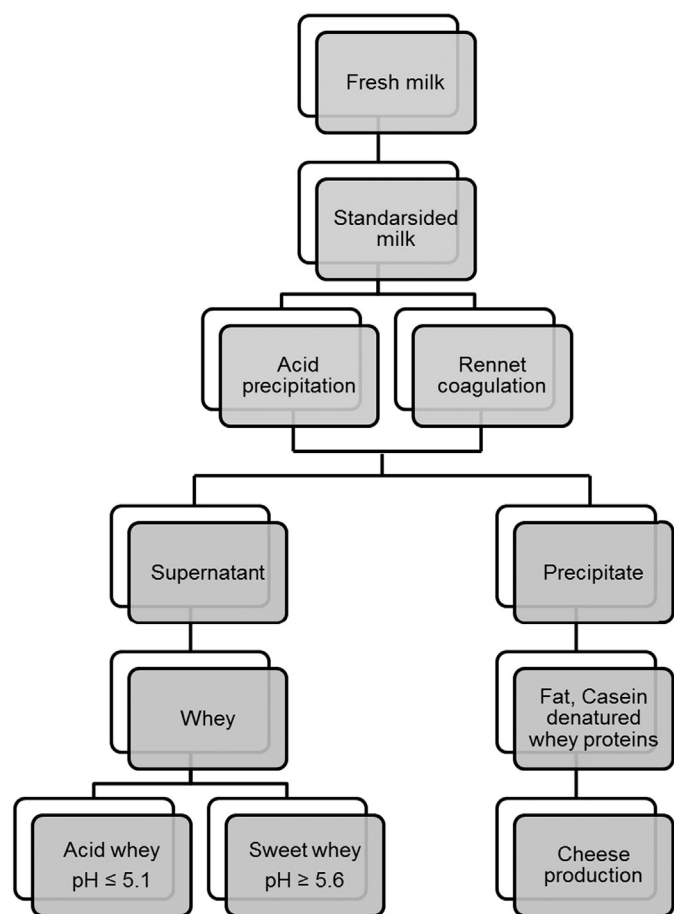 Fresh milk
Standarsided
milk
Acid
precipitation
Rennet
coagulation
Supernatant
Precipitate
Whey
Fat, Casein
denatured
whey proteins
Acid whey
pH ≤ 5.1
Sweet whey
pH ≥ 5.6
Cheese
production